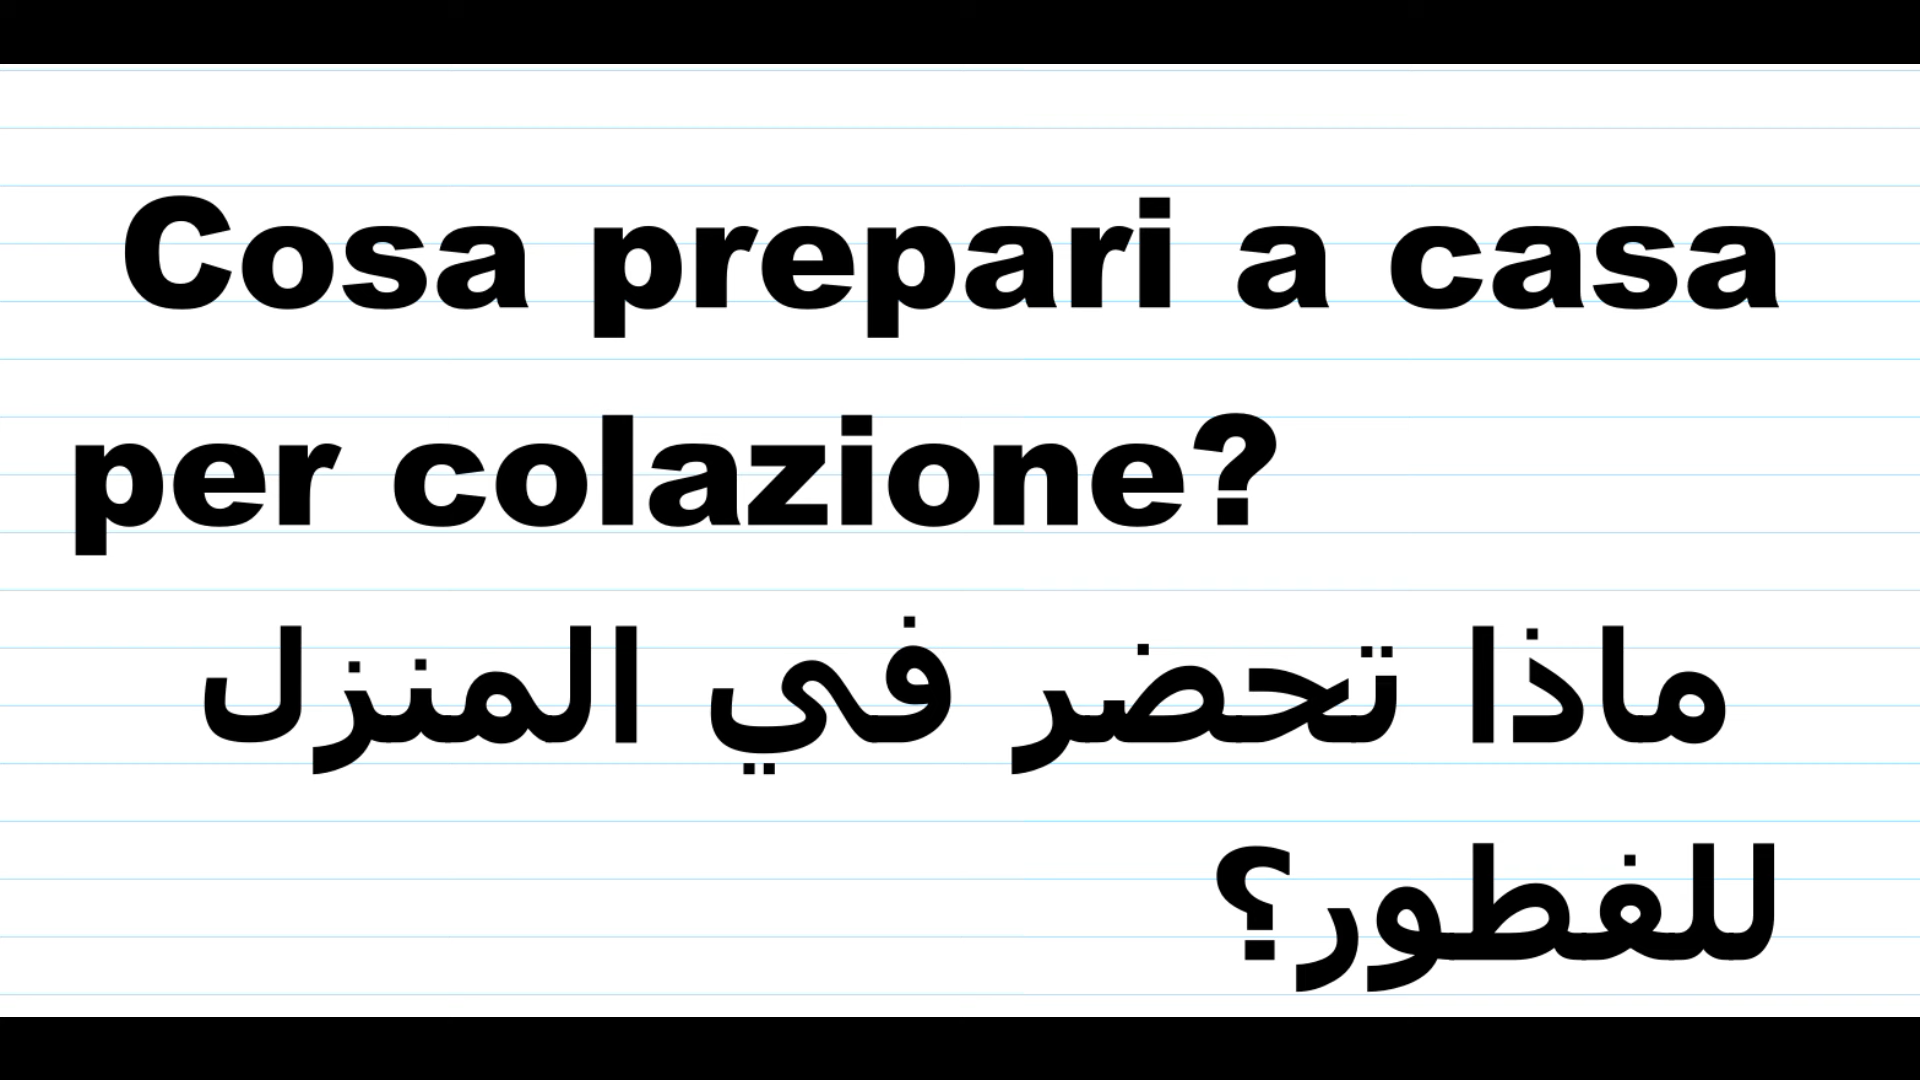 Cosa prepari a casa
per colazione?
ماذا تحضر في المنزل
للفطور؟